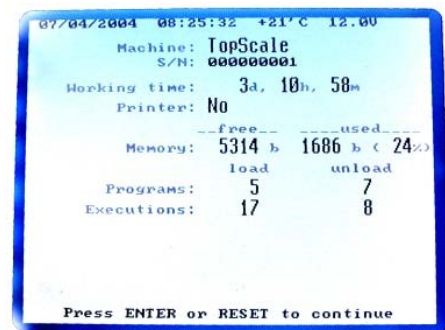 07/04/2004 08:25:32 +21'C 12.0V
Machine: TopScale
S/N: 000000001
Working time: 3d, 10h, 58m
Printer: No
__free__ ____used____
Memory: 5314 b 1686 b ( 24%)
load unload
Programs: 5 7
Executions: 17 8
Press ENTER or RESET to continue